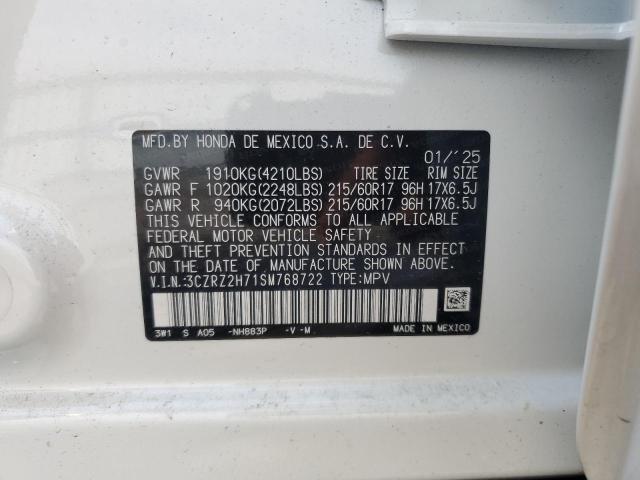 MFD.BY HONDA DE MEXICO S.A. DE C.V.
01/'25
GVWR 1910KG(4210LBS) TIRE SIZE RIM SIZE
GAWR F 1020KG(2248LBS) 215/60R17 96H 17X6.5J
GAWR R 940KG(2072LBS) 215/60R17 96H 17X6.5J
THIS VEHICLE CONFORMS TO ALL APPLICABLE
FEDERAL MOTOR VEHICLE SAFETY
AND THEFT PREVENTION STANDARDS IN EFFECT
ON THE DATE OF MANUFACTURE SHOWN ABOVE.
V.I.N.:3CZRZ2H71SM768722 TYPE:MPV
3W1 S A05 -NH883P -V-M MADE IN MEXICO